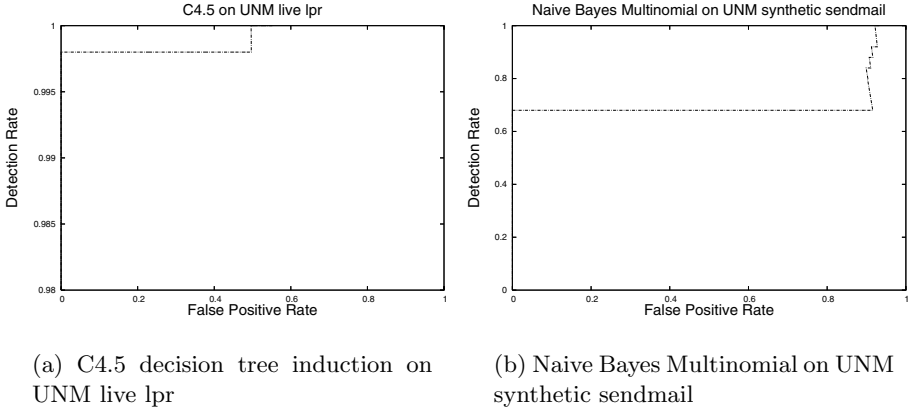 C4.5 on UNM live lpr
1
0.995
0.99
0.985
0.98
Detection Rate
0 0.2 0.4 0.6 0.8 1
False Positive Rate
(a) C4.5 decision tree induction on
UNM live lpr
Naive Bayes Multinomial on UNM synthetic sendmail
1
0.8
0.6
0.4
0.2
0
Detection Rate
0 0.2 0.4 0.6 0.8 1
False Positive Rate
(b) Naive Bayes Multinomial on UNM
synthetic sendmail